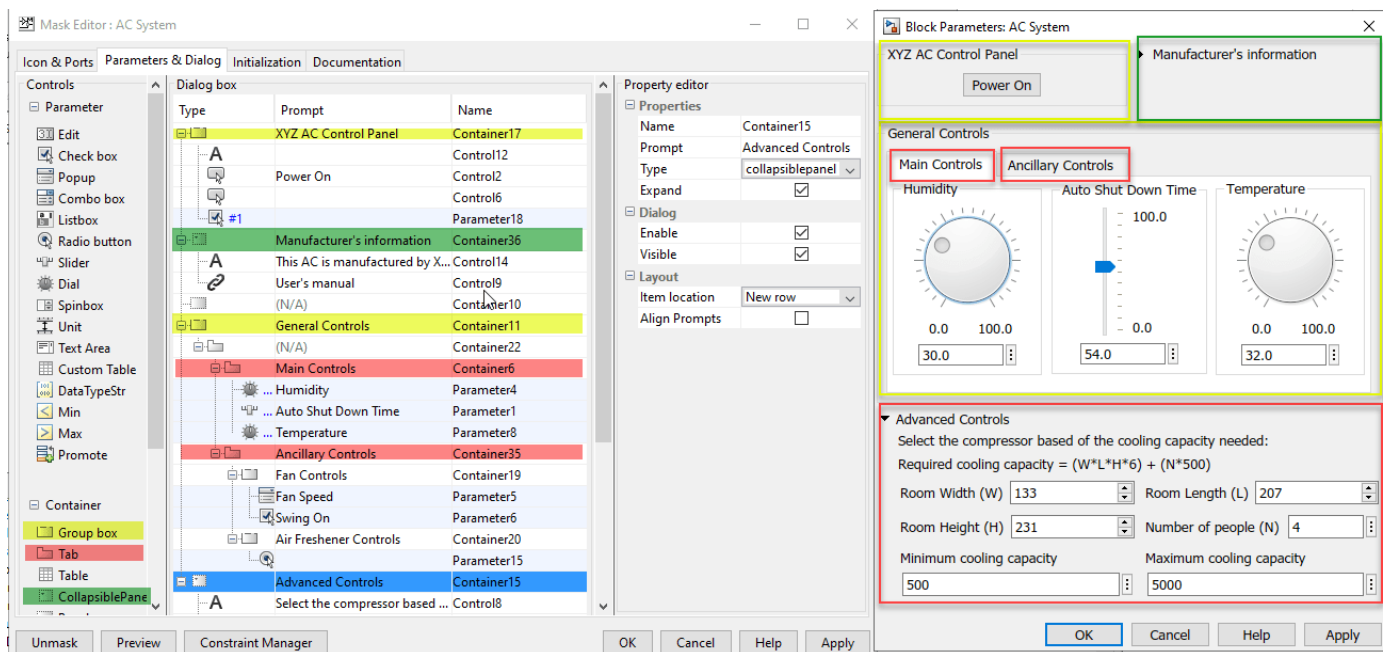 Mask Editor : AC System
Icon & Ports Parameters & Dialog Initialization Documentation
Controls
Parameter
Edit
Check box
Popup
Combo box
Listbox
Radio button
Slider
Dial
Spinbox
Unit
Text Area
Custom Table
DataTypeStr
Min
Max
Promote
Container
Group box
Tab
Table
CollapsiblePane
Dialog box
Type Prompt Name
XYZ AC Control Panel Container17
A Control12
Power On Control2
Control6
#1 Parameter18
Manufacturer's information Container36
A This AC is manufactured by X... Control14
User's manual Control9
(N/A) Container10
General Controls Container11
(N/A) Container22
Main Controls Container6
... Humidity Parameter4
... Auto Shut Down Time Parameter1
... Temperature Parameter8
Ancillary Controls Container35
Fan Controls Container19
Fan Speed Parameter5
Swing On Parameter6
Air Freshener Controls Container20
Parameter15
Advanced Controls Container15
A Select the compressor based ... Control8
Property editor
Properties
Name Container15
Prompt Advanced Controls
Type collapsiblepanel
Expand
Dialog
Enable
Visible
Layout
Item location New row
Align Prompts
Unmask Preview Constraint Manager OK Cancel Help Apply
Block Parameters: AC System
XYZ AC Control Panel Manufacturer's information
Power On
General Controls
Main Controls Ancillary Controls
Humidity Auto Shut Down Time Temperature
100.0
0.0 100.0 0.0 0.0 100.0
30.0 54.0 32.0
Advanced Controls
Select the compressor based of the cooling capacity needed:
Required cooling capacity = (W*L*H*6) + (N*500)
Room Width (W) 133 Room Length (L) 207
Room Height (H) 231 Number of people (N) 4
Minimum cooling capacity Maximum cooling capacity
500 5000
OK Cancel Help Apply